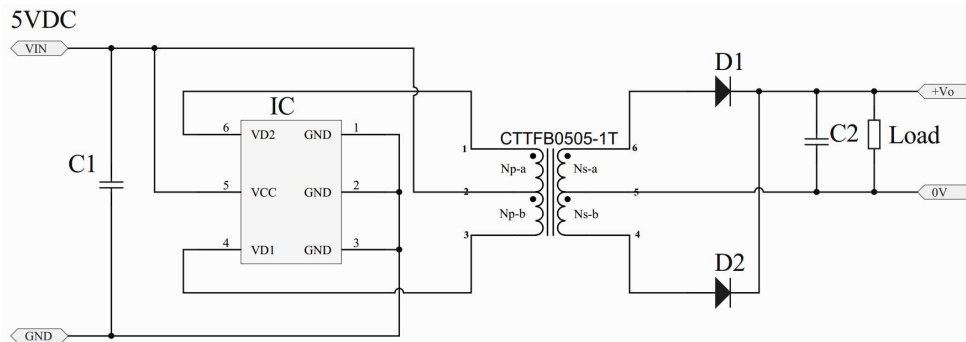 5VDC
VIN
D1
IC
+Vo
6 VD2 GND 1
CTTFB0505-1T
C2 Load
1 6
Np-a Ns-a
C1
5 VCC GND 2
2 5
0V
Np-b Ns-b
4 VD1 GND 3
3 4
D2
GND